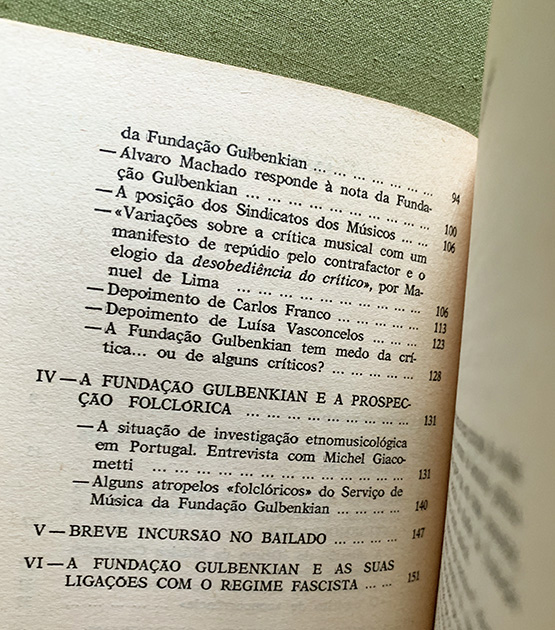 da Fundação Gulbenkian ... ... ... ... ... ... ... 94
— Álvaro Machado responde à nota da Funda-
ção Gulbenkian ... ... ... ... ... ... ... ... ... 100
— A posição dos Sindicatos dos Músicos ... ... 106
— «Variações sobre a crítica musical com um
manifesto de repúdio pelo contrafactor e o
elogio da desobediência do crítico», por Ma-
nuel de Lima ... ... ... ... ... ... ... ... ... 106
— Depoimento de Carlos Franco ... ... ... ... 113
— Depoimento de Luísa Vasconcelos ... ... ... 123
— A Fundação Gulbenkian tem medo da crí-
tica... ou de alguns críticos? ... ... ... ... ... 128
IV — A FUNDAÇÃO GULBENKIAN E A PROSPEC-
ÇÃO FOLCLÓRICA ... ... ... ... ... ... ... ... 131
— A situação de investigação etnomusicológica
em Portugal. Entrevista com Michel Giaco-
metti ... ... ... ... ... ... ... ... ... ... ... ... 131
— Alguns atropelos «folclóricos» do Serviço de
Música da Fundação Gulbenkian ... ... ... ... 140
V — BREVE INCURSÃO NO BAILADO ... ... ... ... 147
VI — A FUNDAÇÃO GULBENKIAN E AS SUAS
LIGAÇÕES COM O REGIME FASCISTA ... ... 151